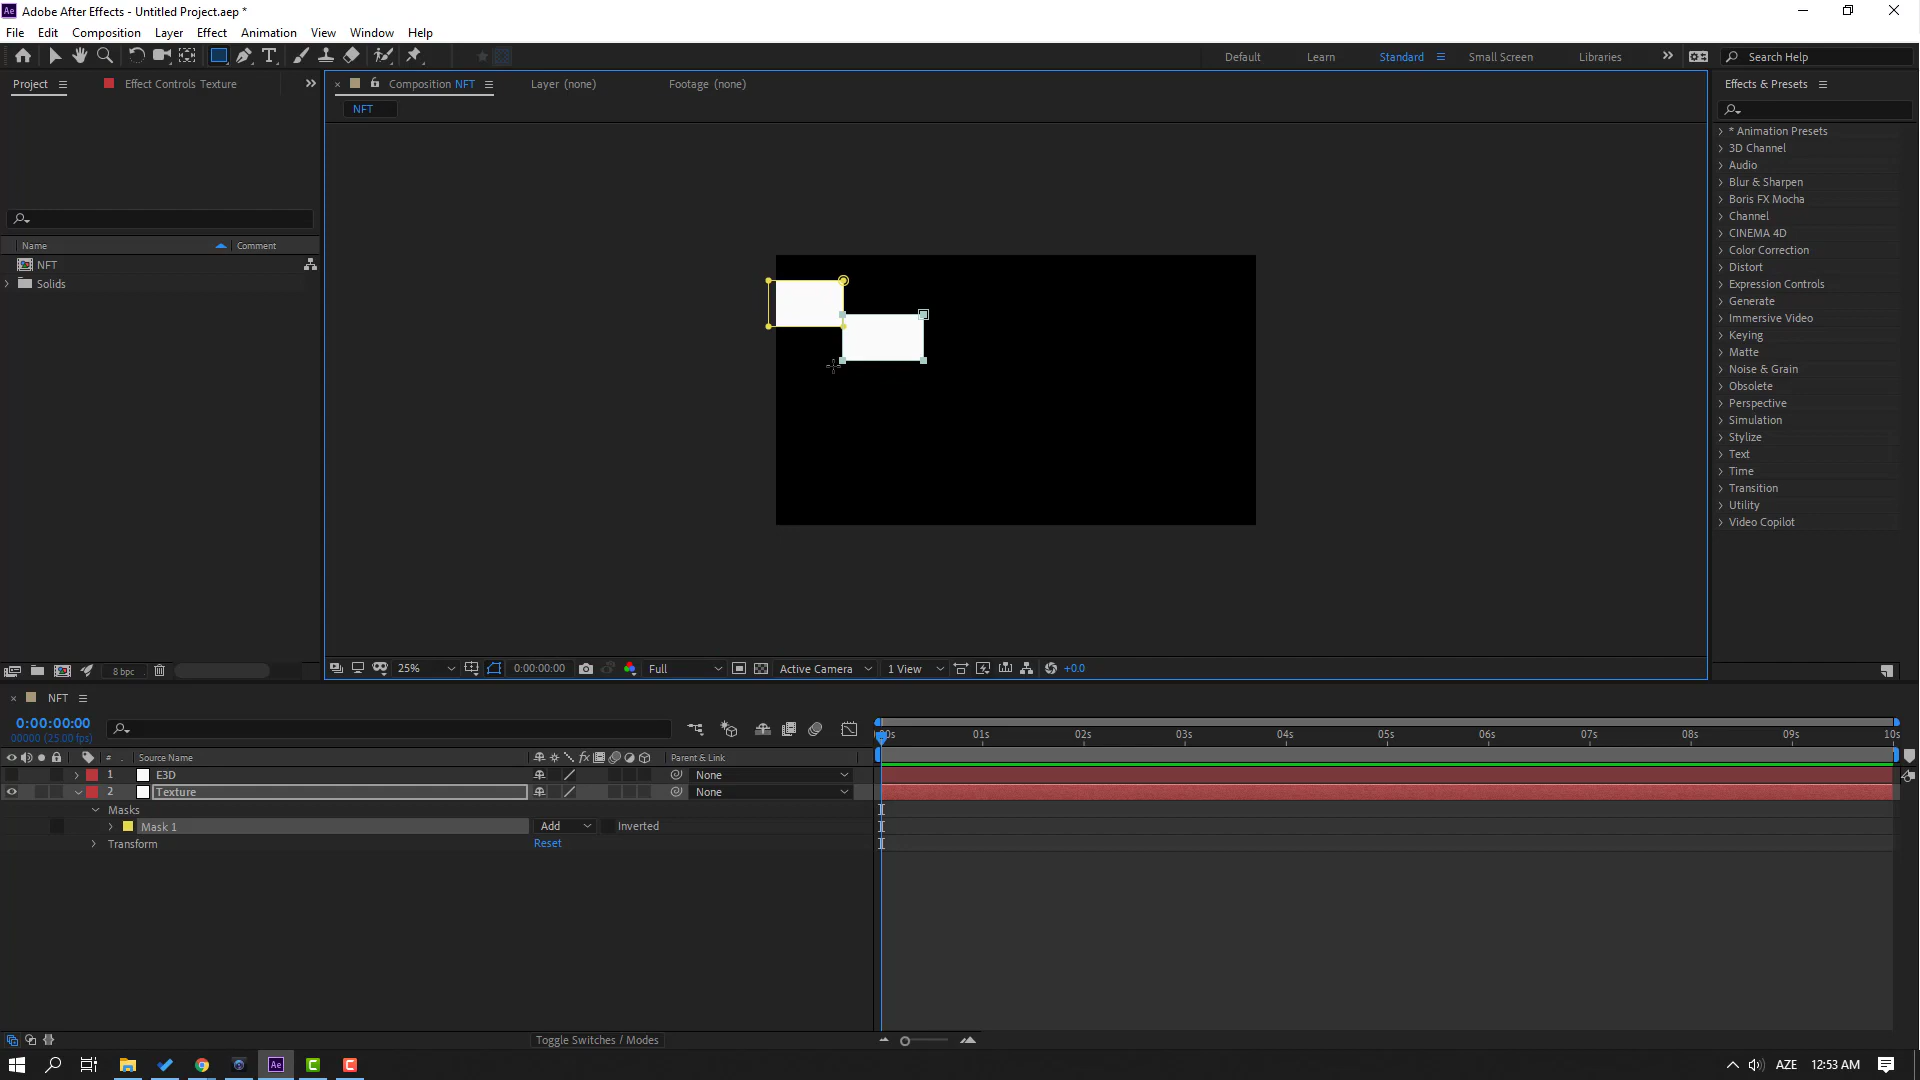 Adobe After Effects - Untitled Project.aep *
File Edit Composition Layer Effect Animation View Window Help
Default Learn Standard Small Screen Libraries Search Help
Project Effect Controls Texture
Composition NFT Layer (none) Footage (none)
Effects & Presets
NFT
* Animation Presets
3D Channel
Audio
Blur & Sharpen
Boris FX Mocha
Channel
CINEMA 4D
Color Correction
Distort
Expression Controls
Generate
Immersive Video
Keying
Matte
Noise & Grain
Obsolete
Perspective
Simulation
Stylize
Text
Time
Transition
Utility
Video Copilot
Name Comment
NFT
Solids
8 bpc
25% 0:00:00:00 Full Active Camera 1 View +0.0
NFT
0:00:00:00
00000 (25.00 fps)
:00s 01s 02s 03s 04s 05s 06s 07s 08s 09s 10s
# Source Name Parent & Link
1 E3D None
2 Texture None
Masks
Mask 1 Add Inverted
Transform Reset
Toggle Switches / Modes
AZE 12:53 AM